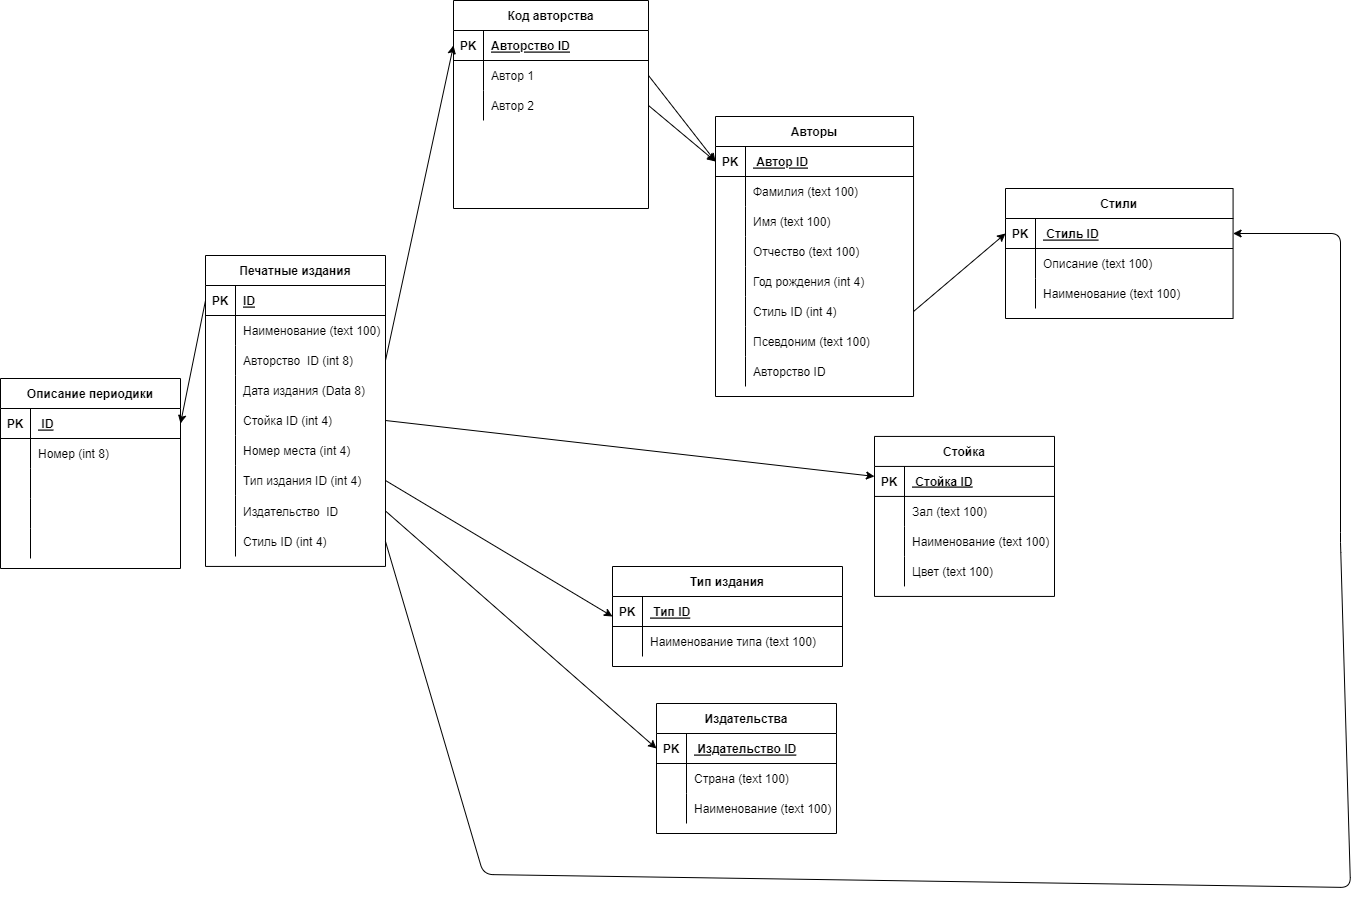 Код авторства
PK Авторство ID
Автор 1
Автор 2
Авторы
PK Автор ID
Фамилия (text 100)
Имя (text 100)
Отчество (text 100)
Год рождения (int 4)
Стиль ID (int 4)
Псевдоним (text 100)
Авторство ID
Стили
PK Стиль ID
Описание (text 100)
Наименование (text 100)
Печатные издания
PK ID
Наименование (text 100)
Авторство ID (int 8)
Дата издания (Data 8)
Стойка ID (int 4)
Номер места (int 4)
Тип издания ID (int 4)
Издательство ID
Стиль ID (int 4)
Описание периодики
PK ID
Номер (int 8)
Стойка
PK Стойка ID
Зал (text 100)
Наименование (text 100)
Цвет (text 100)
Тип издания
PK Тип ID
Наименование типа (text 100)
Издательства
PK Издательство ID
Страна (text 100)
Наименование (text 100)